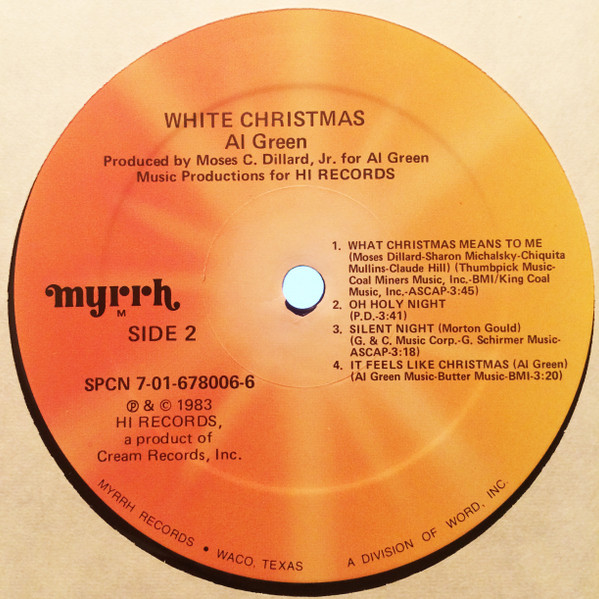 WHITE CHRISTMAS
Al Green
Produced by Moses C. Dillard, Jr. for Al Green
Music Productions for HI RECORDS
1. WHAT CHRISTMAS MEANS TO ME
(Moses Dillard-Sharon Michalsky-Chiquita
Mullins-Claude Hill) (Thumbpick Music-
Coal Miners Music, Inc.-BMI/King Coal
Music, Inc.-ASCAP-3:45)
2. OH HOLY NIGHT
(P.D.-3:41)
3. SILENT NIGHT (Morton Gould)
(G. & C. Music Corp.-G. Schirmer Music-
ASCAP-3:18)
4. IT FEELS LIKE CHRISTMAS (Al Green)
(Al Green Music-Butter Music-BMI-3:20)
myrrh
M
SIDE 2
SPCN 7-01-678006-6
℗ & © 1983
HI RECORDS,
a product of
Cream Records, Inc.
MYRRH RECORDS • WACO, TEXAS A DIVISION OF WORD, INC.